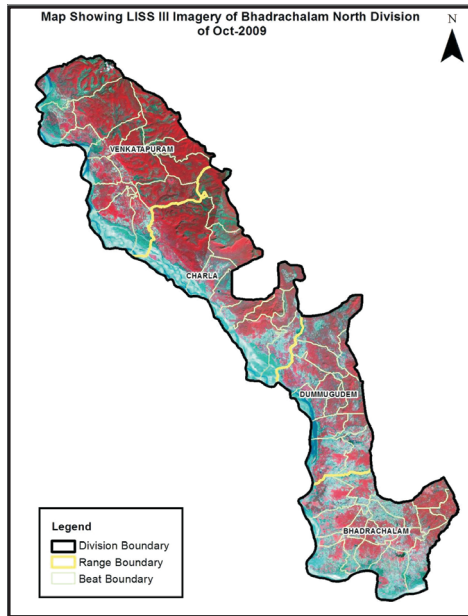 Map Showing LISS III Imagery of Bhadrachalam North Division
of Oct-2009
N
VENKATAPURAM
CHARLA
DUMMUGUDEM
BHADRACHALAM
Legend
Division Boundary
Range Boundary
Beat Boundary